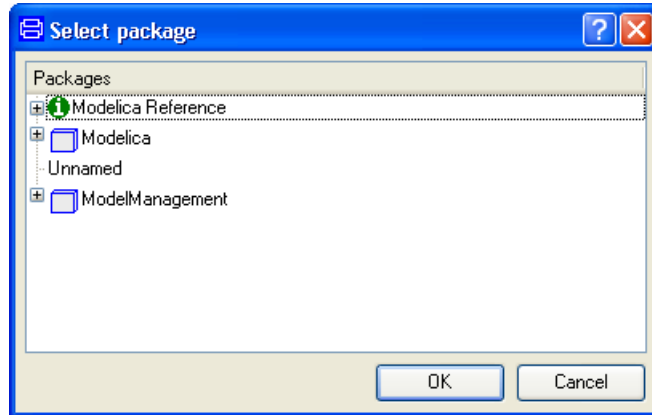 Select package
Packages
Modelica Reference
Modelica
Unnamed
ModelManagement
OK Cancel